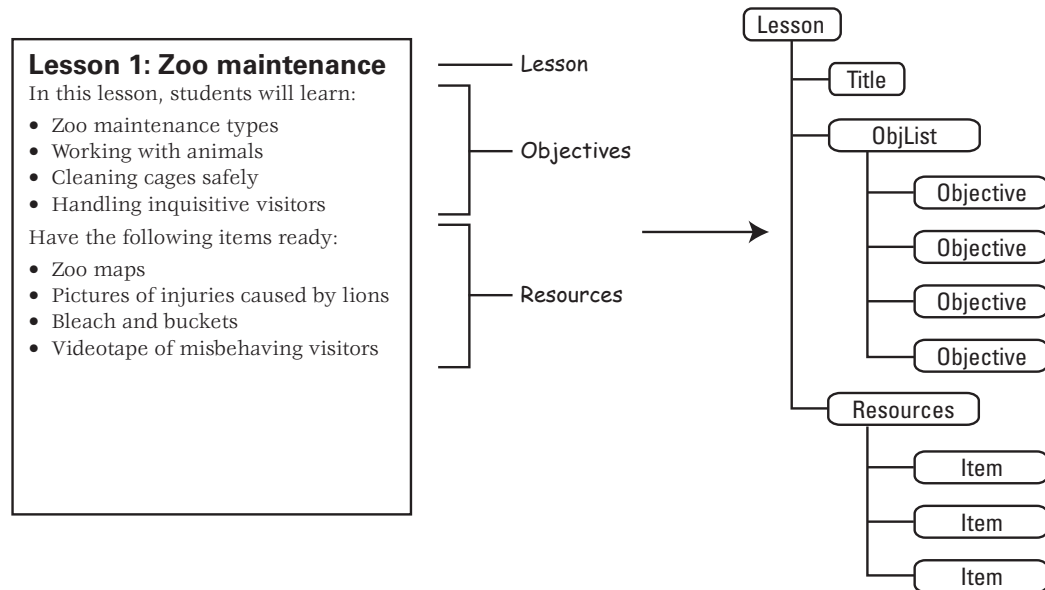 Lesson 1: Zoo maintenance
In this lesson, students will learn:
• Zoo maintenance types
• Working with animals
• Cleaning cages safely
• Handling inquisitive visitors
Have the following items ready:
• Zoo maps
• Pictures of injuries caused by lions
• Bleach and buckets
• Videotape of misbehaving visitors
Lesson
Objectives
Resources
Lesson
Title
ObjList
Objective
Objective
Objective
Objective
Resources
Item
Item
Item